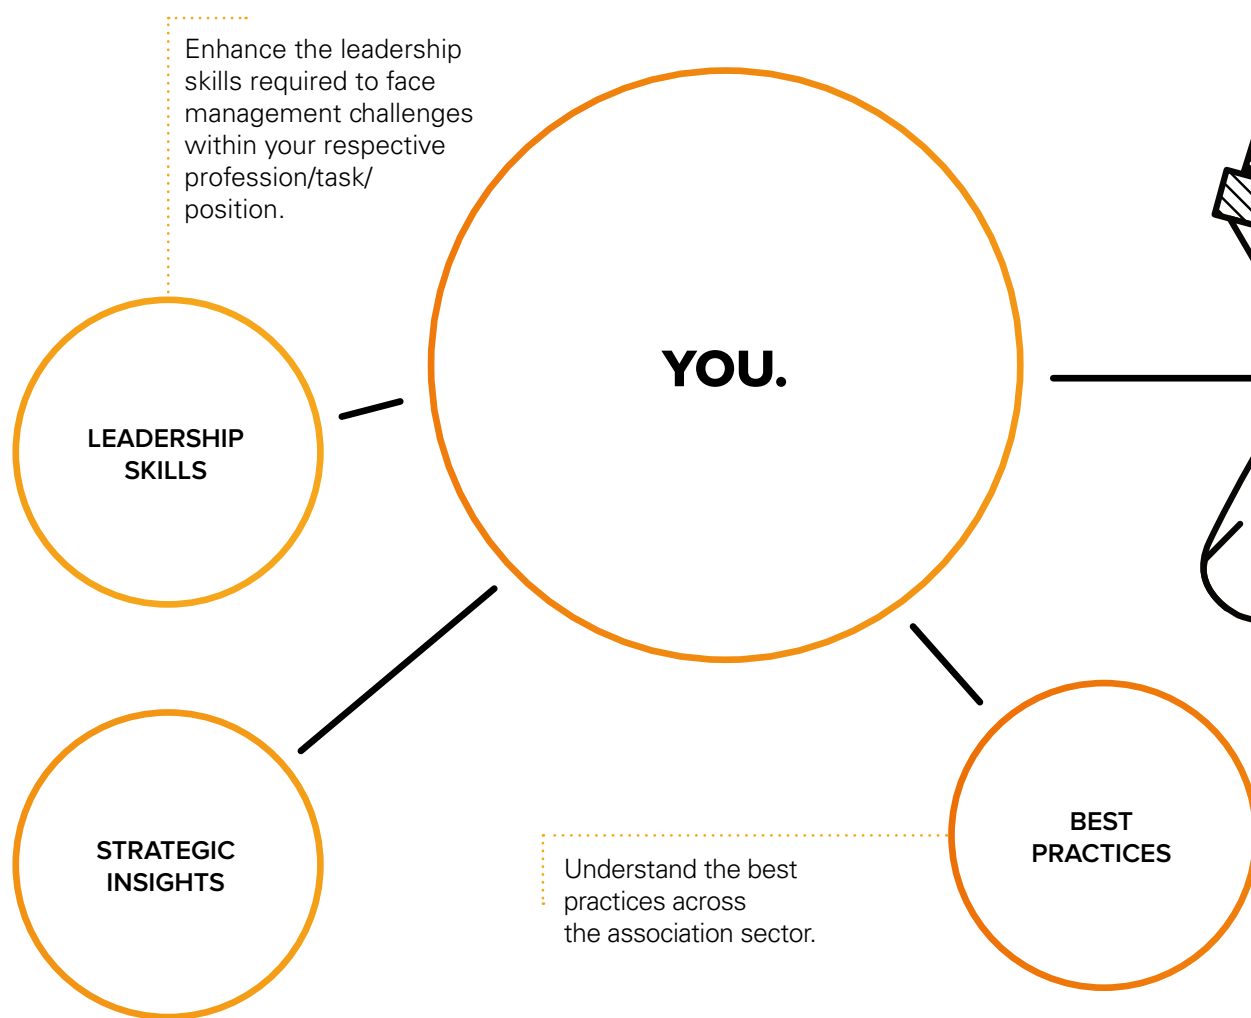 Enhance the leadership
skills required to face
management challenges
within your respective
profession/task/
position.
YOU.
LEADERSHIP
SKILLS
STRATEGIC
INSIGHTS
BEST
PRACTICES
Understand the best
practices across
the association sector.